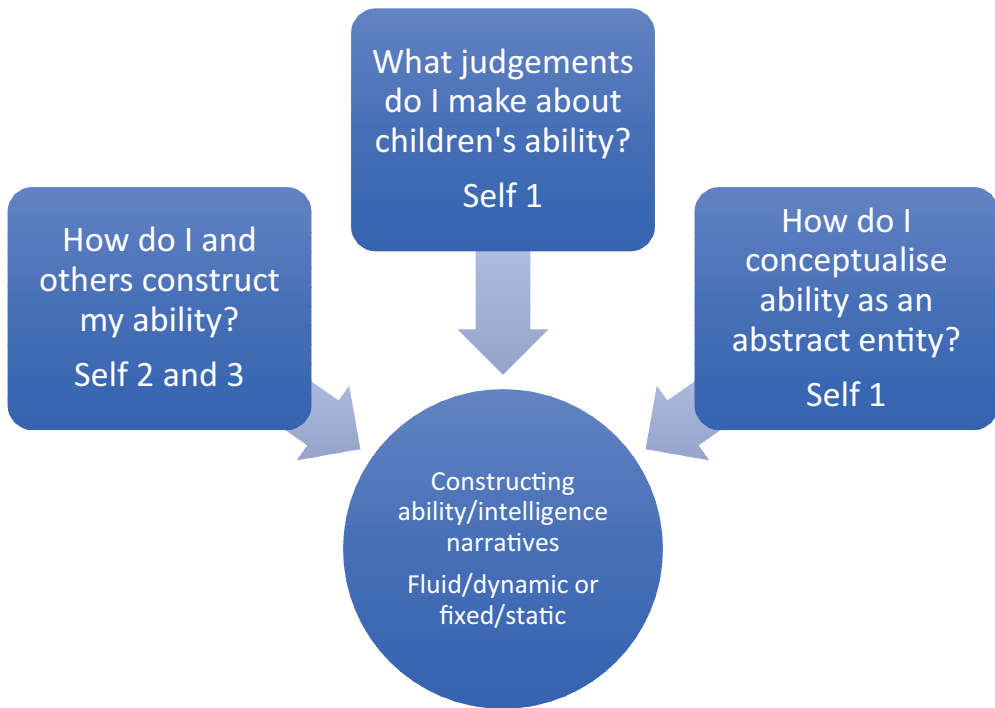 What judgements
do I make about
children's ability?
Self 1
How do I and
others construct
my ability?
Self 2 and 3
How do I
conceptualise
ability as an
abstract entity?
Self 1
Constructing
ability/intelligence
narratives
Fluid/dynamic or
fixed/static